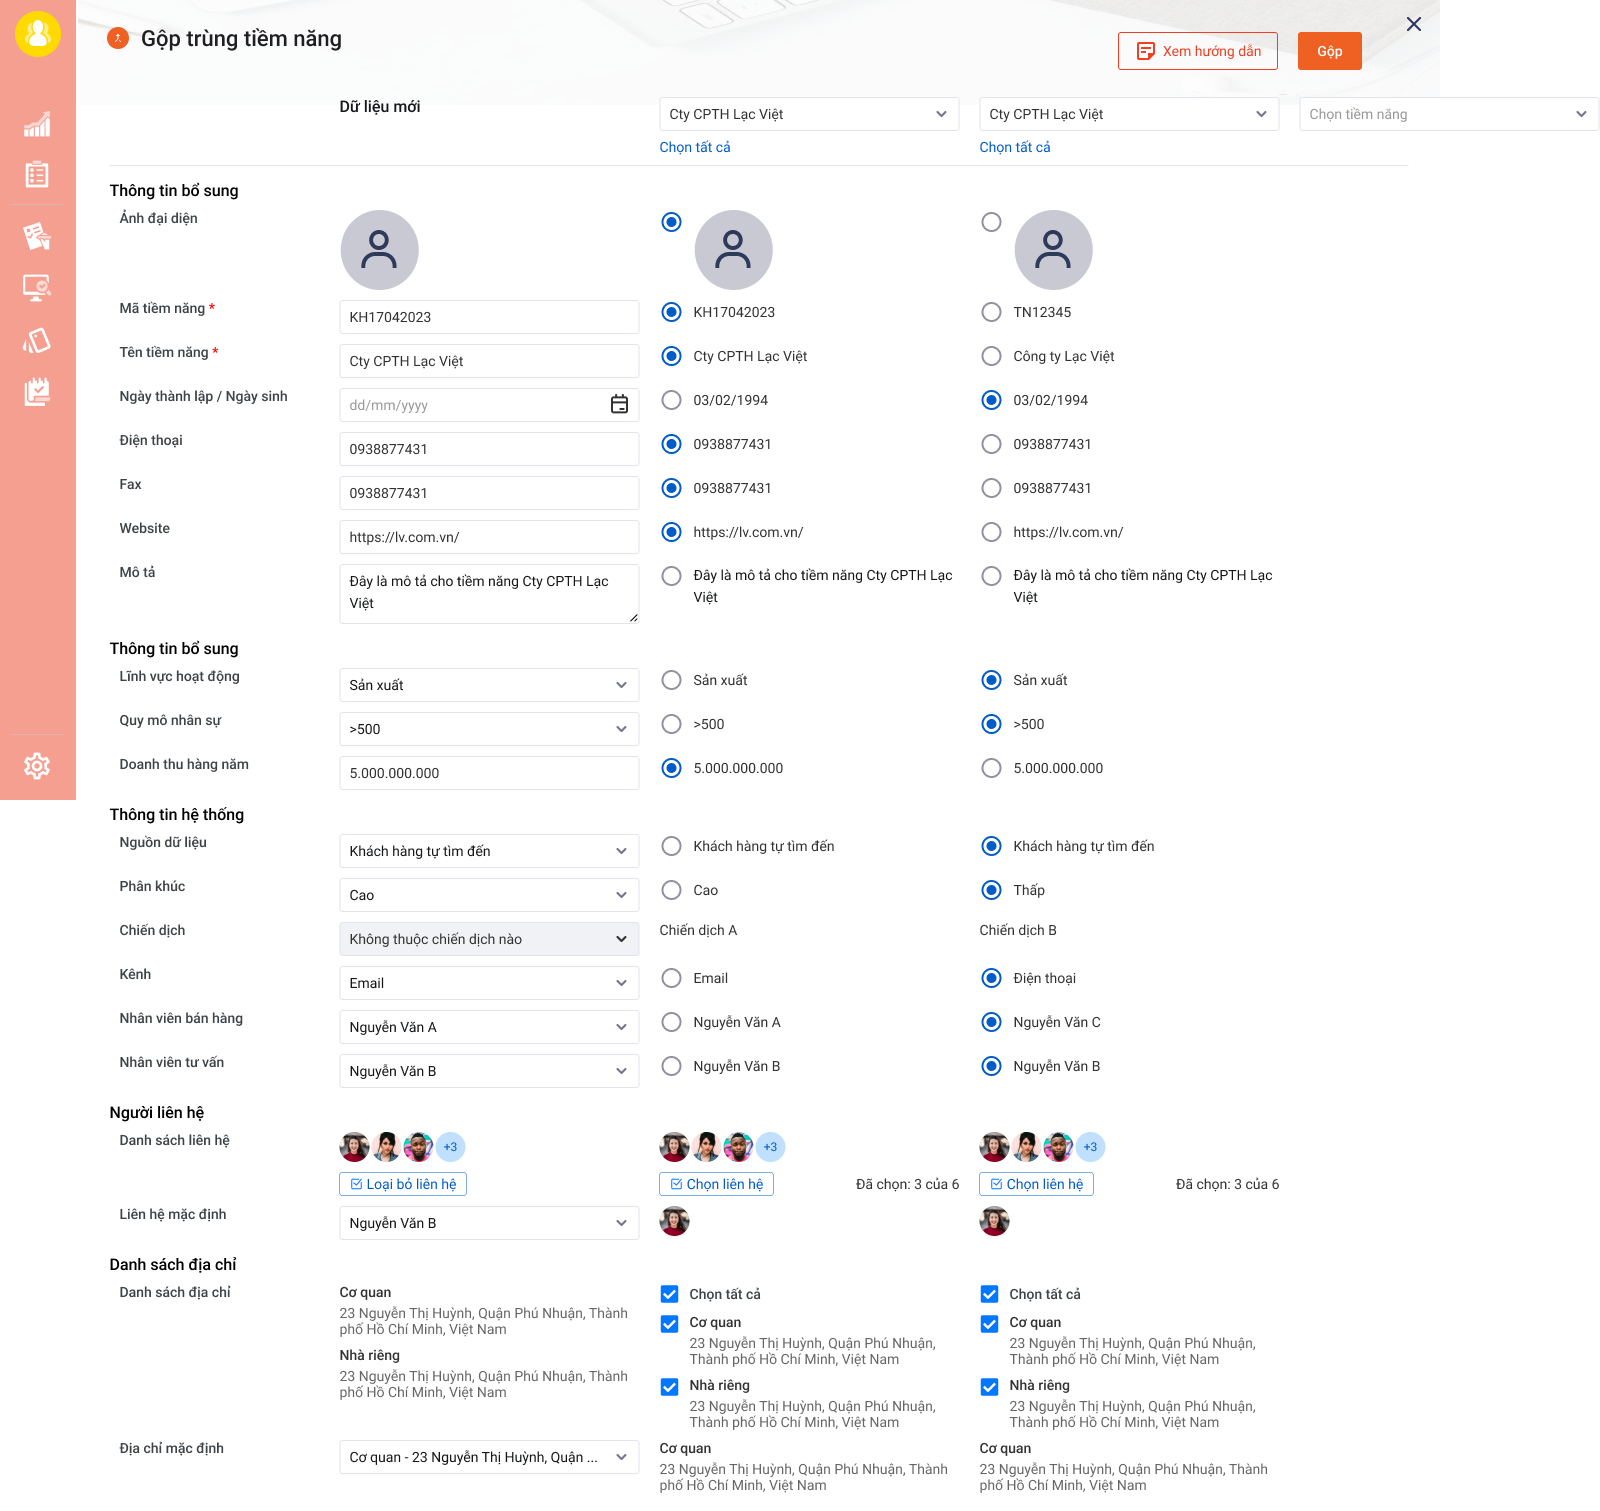 Gộp trùng tiềm năng
Xem hướng dẫn
Gộp
Dữ liệu mới
Cty CPTH Lạc Việt
Cty CPTH Lạc Việt
Chọn tiềm năng
Chọn tất cả
Chọn tất cả
Thông tin bổ sung
Ảnh đại diện
Mã tiềm năng *
KH17042023
KH17042023
TN12345
Tên tiềm năng *
Cty CPTH Lạc Việt
Cty CPTH Lạc Việt
Công ty Lạc Việt
Ngày thành lập / Ngày sinh
dd/mm/yyyy
03/02/1994
03/02/1994
Điện thoại
0938877431
0938877431
0938877431
Fax
0938877431
0938877431
0938877431
Website
https://lv.com.vn/
https://lv.com.vn/
https://lv.com.vn/
Mô tả
Đây là mô tả cho tiềm năng Cty CPTH Lạc
Việt
Đây là mô tả cho tiềm năng Cty CPTH Lạc
Việt
Đây là mô tả cho tiềm năng Cty CPTH Lạc
Việt
Thông tin bổ sung
Lĩnh vực hoạt động
Sản xuất
Sản xuất
Sản xuất
Quy mô nhân sự
>500
>500
>500
Doanh thu hàng năm
5.000.000.000
5.000.000.000
5.000.000.000
Thông tin hệ thống
Nguồn dữ liệu
Khách hàng tự tìm đến
Khách hàng tự tìm đến
Khách hàng tự tìm đến
Phân khúc
Cao
Cao
Thấp
Chiến dịch
Không thuộc chiến dịch nào
Chiến dịch A
Chiến dịch B
Kênh
Email
Email
Điện thoại
Nhân viên bán hàng
Nguyễn Văn A
Nguyễn Văn A
Nguyễn Văn C
Nhân viên tư vấn
Nguyễn Văn B
Nguyễn Văn B
Nguyễn Văn B
Người liên hệ
Danh sách liên hệ
+3
+3
+3
Loại bỏ liên hệ
Chọn liên hệ
Đã chọn: 3 của 6
Chọn liên hệ
Đã chọn: 3 của 6
Liên hệ mặc định
Nguyễn Văn B
Danh sách địa chỉ
Danh sách địa chỉ
Cơ quan
23 Nguyễn Thị Huỳnh, Quận Phú Nhuận, Thành
phố Hồ Chí Minh, Việt Nam
Nhà riêng
23 Nguyễn Thị Huỳnh, Quận Phú Nhuận, Thành
phố Hồ Chí Minh, Việt Nam
Chọn tất cả
Cơ quan
23 Nguyễn Thị Huỳnh, Quận Phú Nhuận,
Thành phố Hồ Chí Minh, Việt Nam
Nhà riêng
23 Nguyễn Thị Huỳnh, Quận Phú Nhuận,
Thành phố Hồ Chí Minh, Việt Nam
Chọn tất cả
Cơ quan
23 Nguyễn Thị Huỳnh, Quận Phú Nhuận,
Thành phố Hồ Chí Minh, Việt Nam
Nhà riêng
23 Nguyễn Thị Huỳnh, Quận Phú Nhuận,
Thành phố Hồ Chí Minh, Việt Nam
Địa chỉ mặc định
Cơ quan - 23 Nguyễn Thị Huỳnh, Quận ...
Cơ quan
23 Nguyễn Thị Huỳnh, Quận Phú Nhuận, Thành
phố Hồ Chí Minh, Việt Nam
Cơ quan
23 Nguyễn Thị Huỳnh, Quận Phú Nhuận, Thành
phố Hồ Chí Minh, Việt Nam